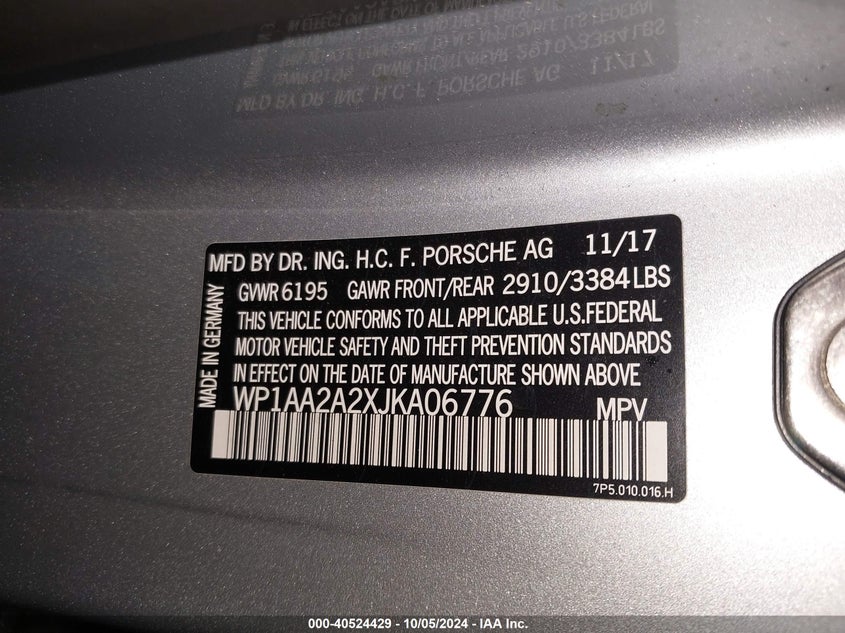 MFD BY DR. ING. H.C. F. PORSCHE AG 11/17
GVWR 6195 GAWR FRONT/REAR 2910/3384 LBS
THIS VEHICLE CONFORMS TO ALL APPLICABLE U.S.FEDERAL
MOTOR VEHICLE SAFETY AND THEFT PREVENTION STANDARDS
IN EFFECT ON THE DATE OF MANUFACTURE SHOWN ABOVE
WP1AA2A2XJKA06776 MPV
MADE IN GERMANY
7P5.010.016.H
000-40524429 - 10/05/2024 - IAA Inc.